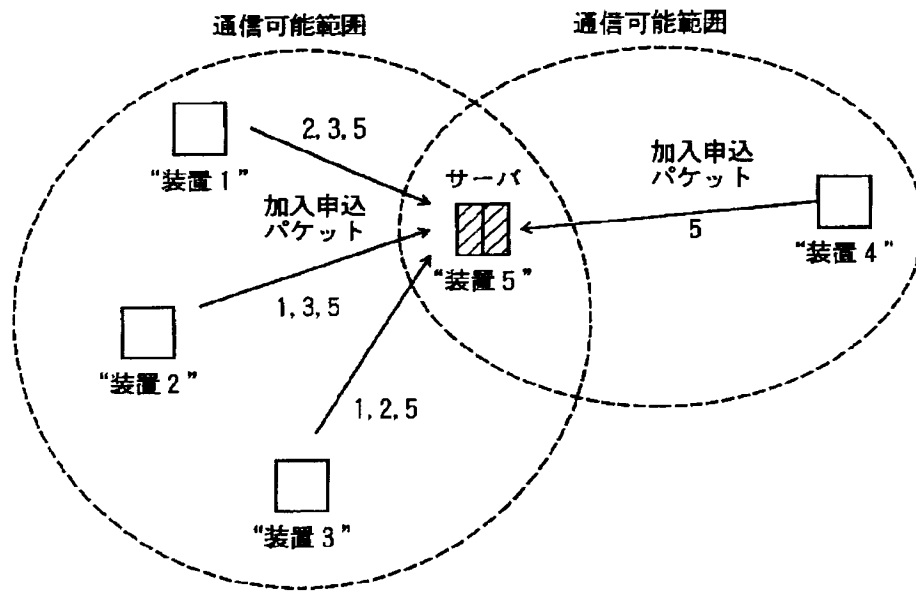 通信可能範囲
通信可能範囲
2,3,5
“装置1”
加入申込
パケット
サーバ
加入申込
パケット
5
“装置4”
“装置5”
1,3,5
“装置2”
1,2,5
“装置3”